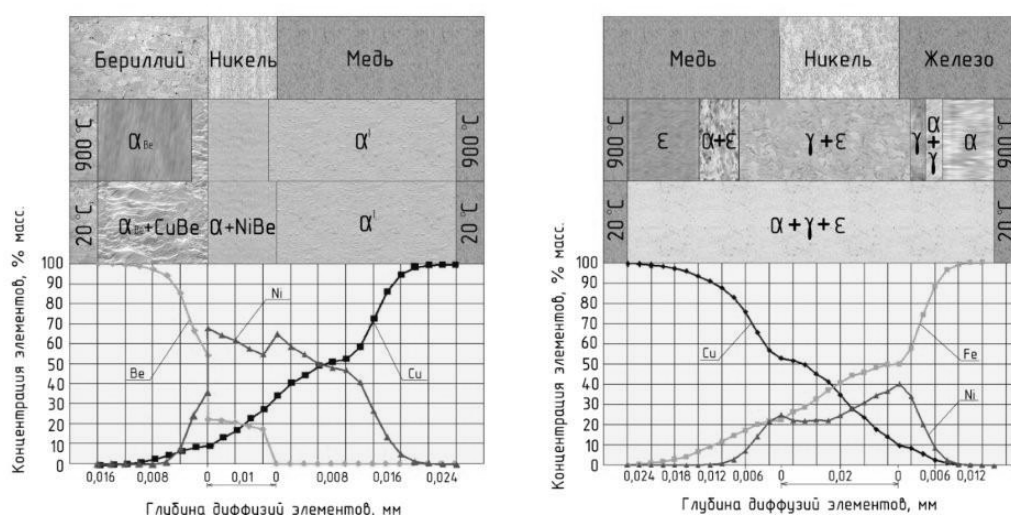 Бериллий
Никель
Медь
900°C
αBe
α'
20°C
αBe+CuBe
α+NiBe
α'
900°C
20°C
Концентрация элементов, % масс.
100
90
80
70
60
50
40
30
20
10
0
Ni
Be
Cu
0,016
0,008
0
0,01
0
0,008
0,016
0,024
Глубина диффузий элементов, мм
Медь
Никель
Железо
900°C
ε
α+ε
γ+ε
γ
α+γ
α
900°C
20°C
α+γ+ε
20°C
Концентрация элементов, % масс.
100
90
80
70
60
50
40
30
20
10
0
Cu
Fe
Ni
0,024
0,018
0,012
0,006
0
0,02
0
0,006
0,012
Глубина диффузий элементов, мм